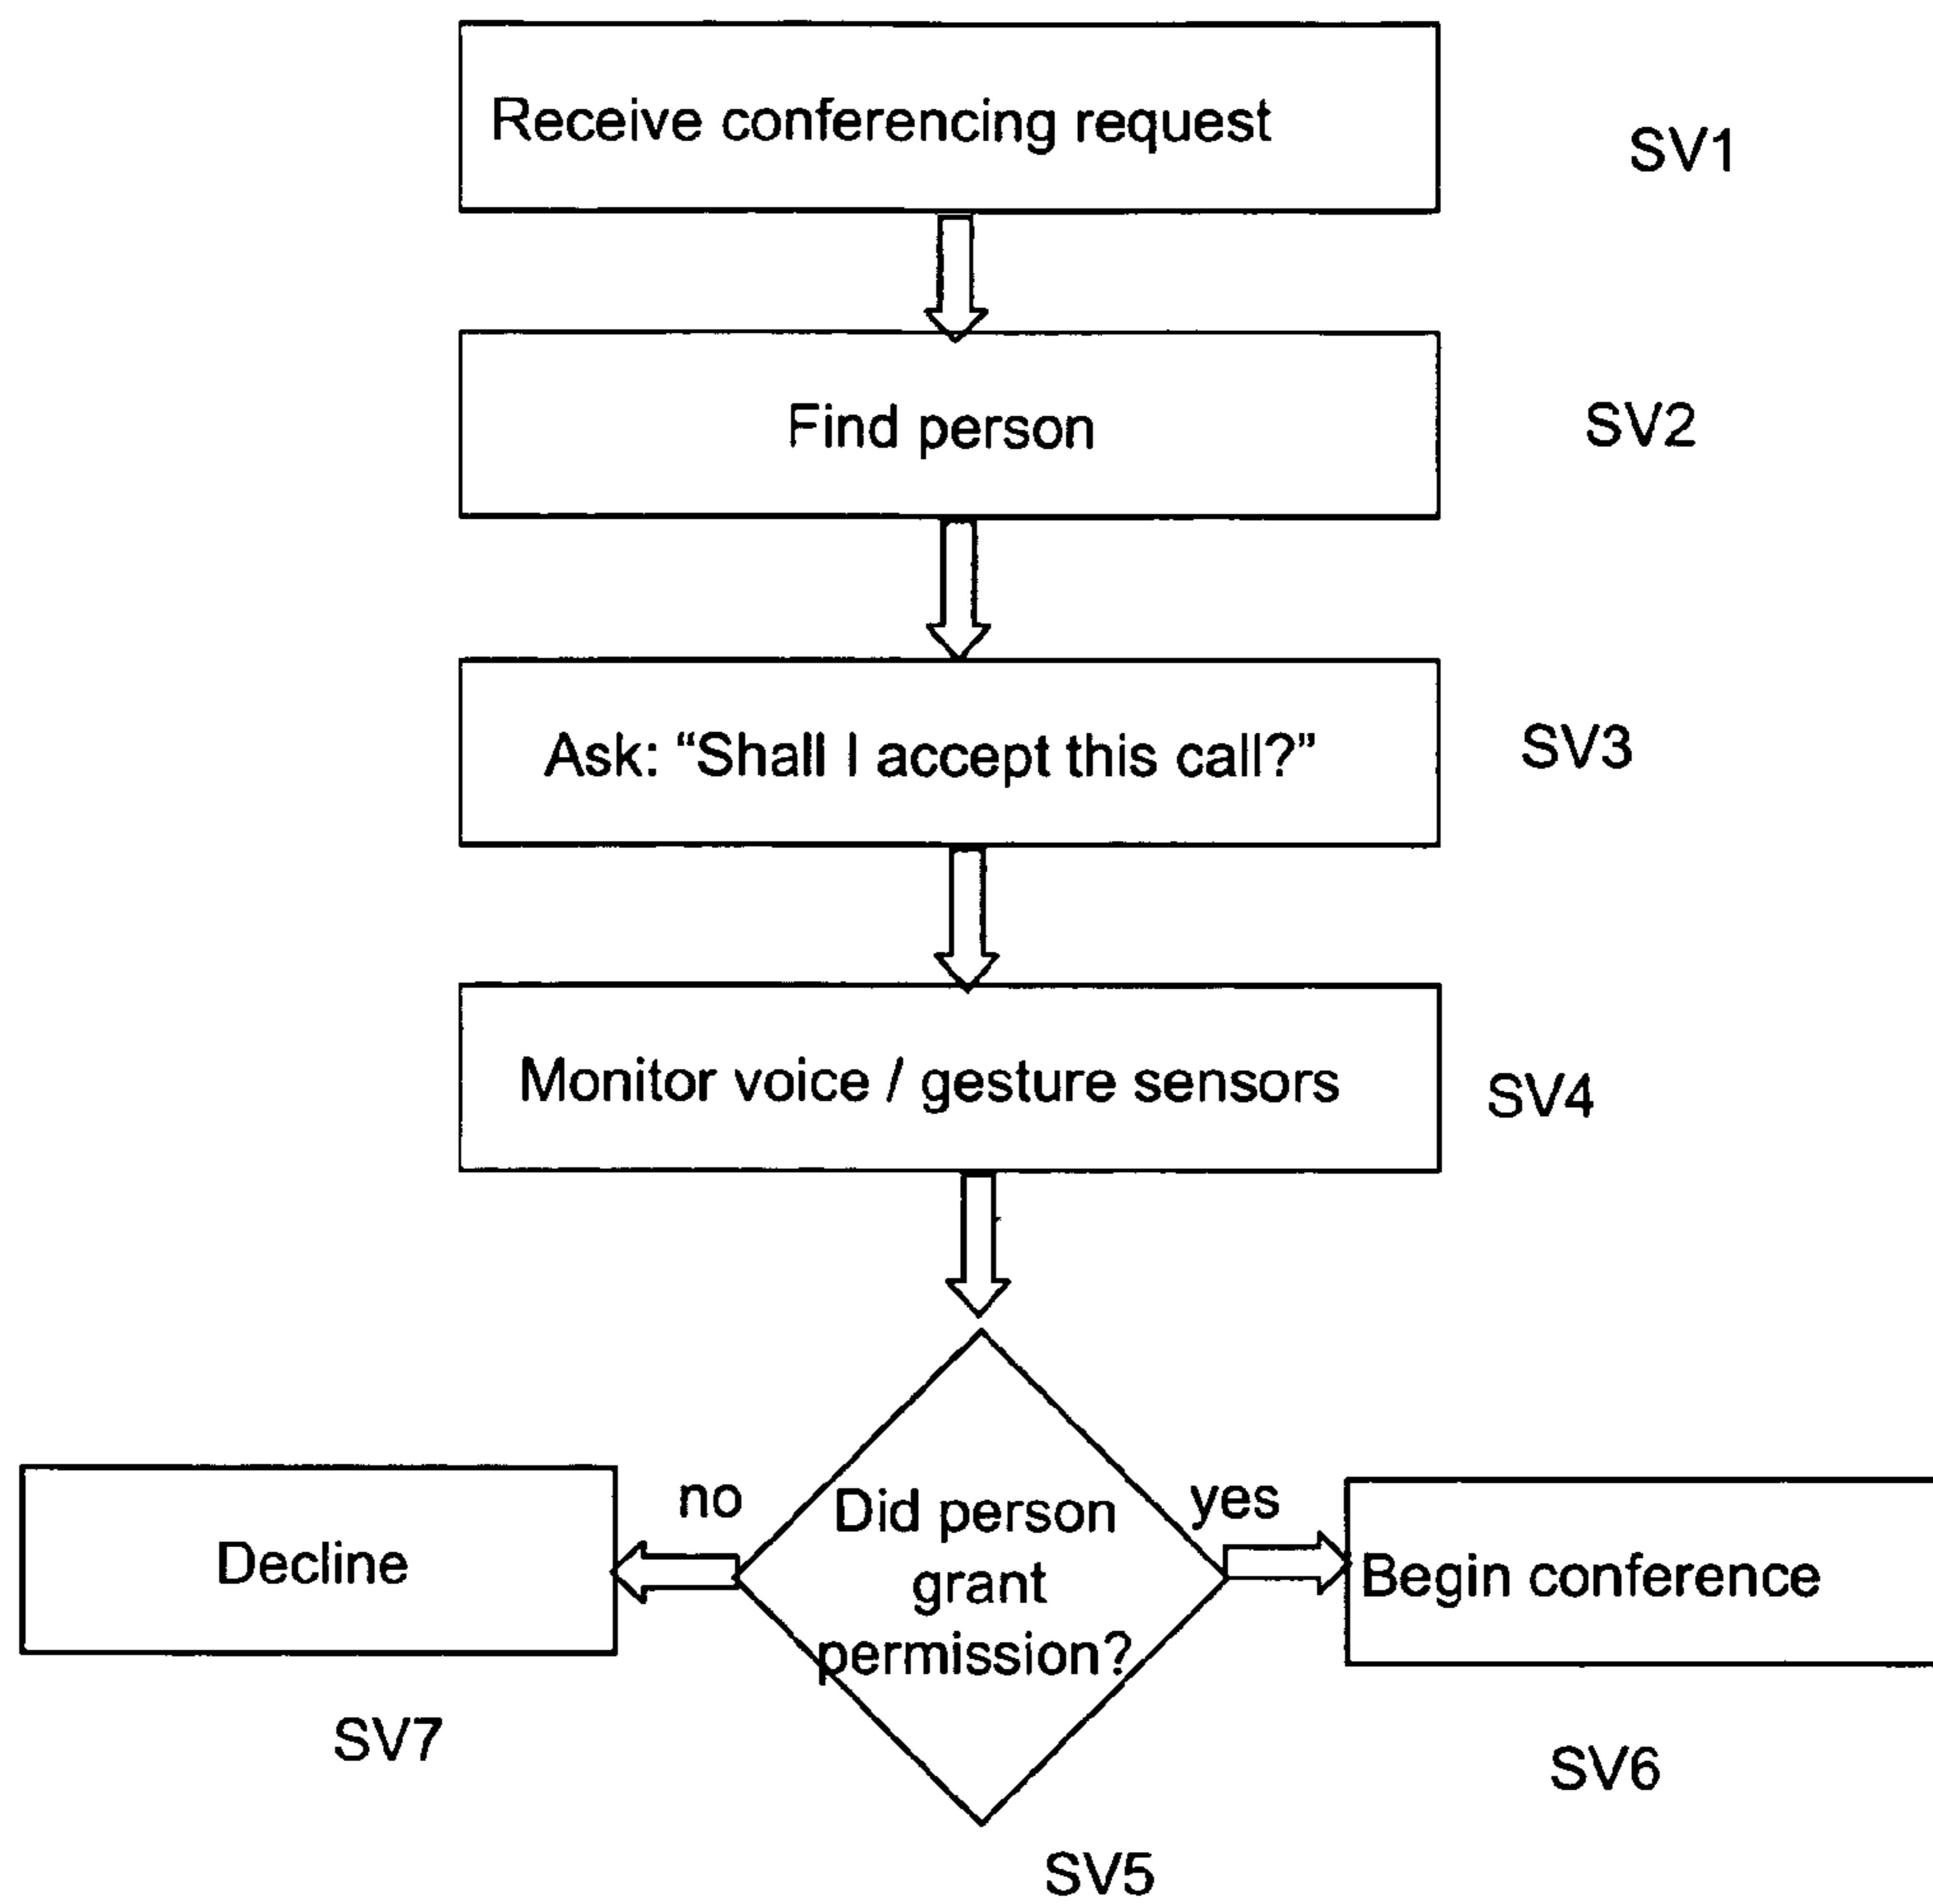 Receive conferencing request
SV1
Find person
SV2
Ask: “Shall I accept this call?”
SV3
Monitor voice / gesture sensors
SV4
no
Did person
yes
Decline
grant
Begin conference
permission?
SV7
SV6
SV5